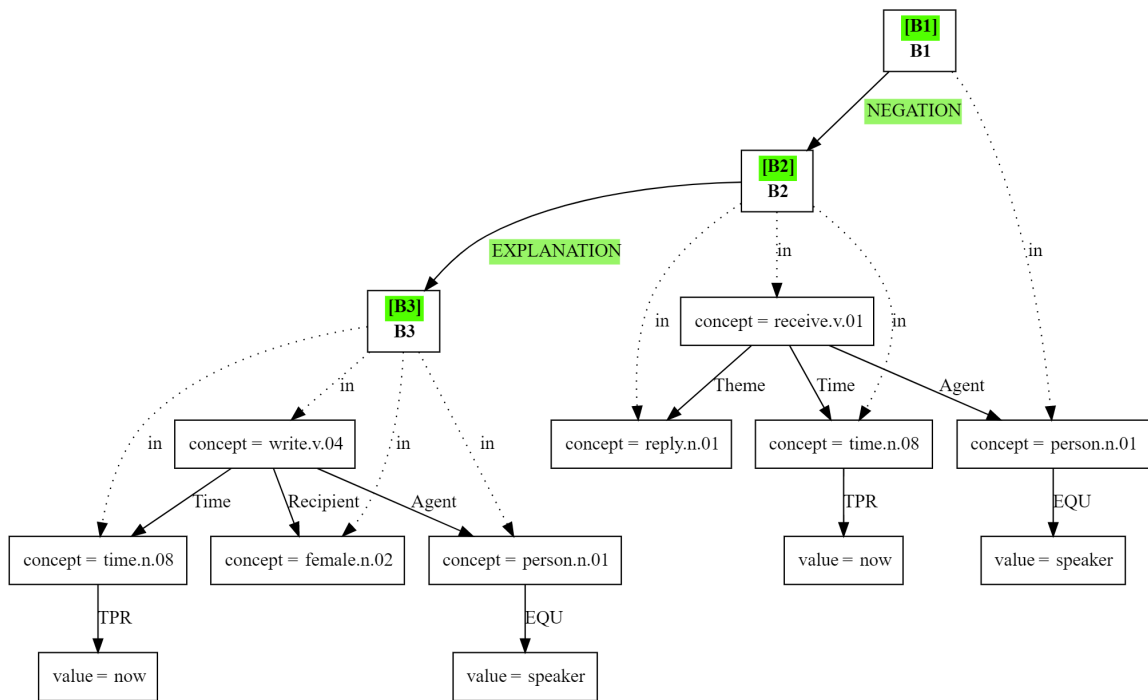 [B1]
B1
NEGATION
[B2]
B2
in
EXPLANATION
in
[B3]
B3
in
in
concept = receive.v.01
in
Theme
Time
Agent
in
in
in
in
concept = write.v.04
concept = reply.n.01
concept = time.n.08
concept = person.n.01
Time
Recipient
Agent
TPR
EQU
concept = time.n.08
concept = female.n.02
concept = person.n.01
value = now
value = speaker
TPR
EQU
value = now
value = speaker